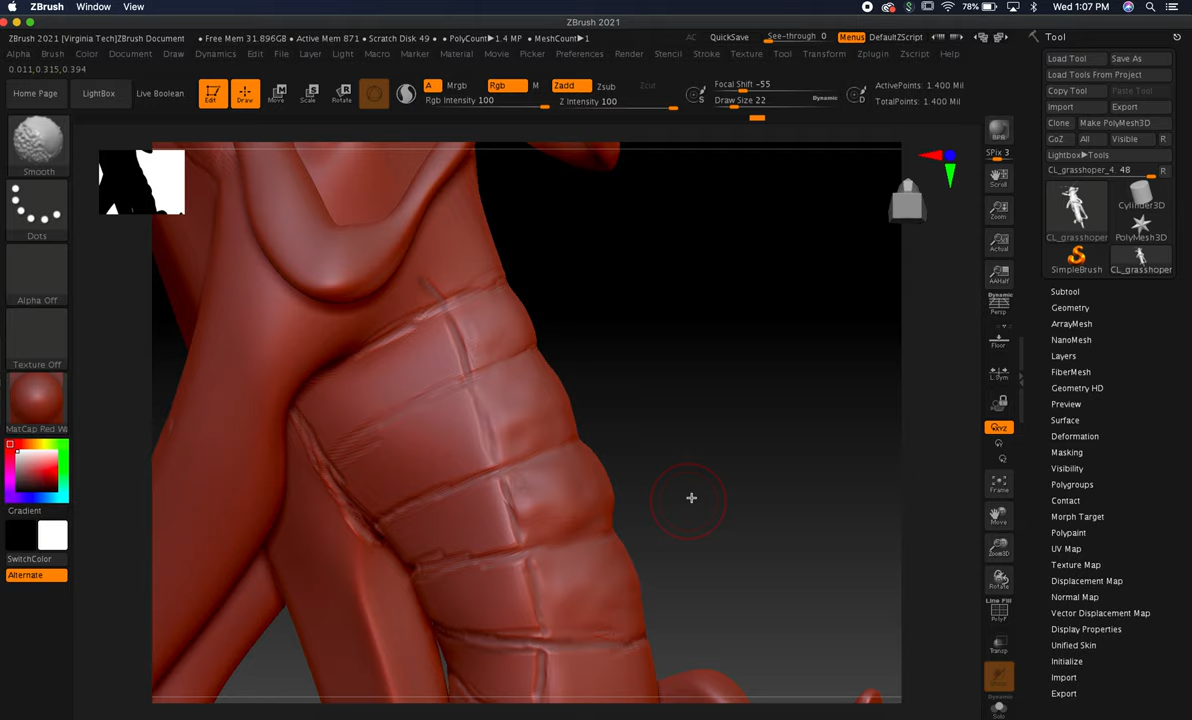 ZBrush Window View
78% Wed 1:07 PM
ZBrush 2021
ZBrush 2021 [Virginia Tech]ZBrush Document • Free Mem 31.896GB • Active Mem 871 • Scratch Disk 49 • PolyCount▶1.4 MP • MeshCount▶1
AC QuickSave See-through 0 Menus DefaultZScript
Alpha Brush Color Document Draw Dynamics Edit File Layer Light Macro Marker Material Movie Picker Preferences Render Stencil Stroke Texture Tool Transform Zplugin Zscript Help
0.011,0.315,0.394
Home Page LightBox Live Boolean
Edit Draw Move Scale Rotate
A Mrgb Rgb M Zadd Zsub Zcut
Rgb Intensity 100 Z Intensity 100
Focal Shift -55
Draw Size 22 Dynamic
S D
ActivePoints: 1.400 Mil
TotalPoints: 1.400 Mil
Smooth
Dots
Alpha Off
Texture Off
MatCap Red Wa
Gradient
SwitchColor
Alternate
BPR
SPix 3
Scroll
Zoom
Actual
AAHalf
Dynamic
Persp
Floor
L.Sym
XYZ
Frame
Move
Zoom3D
Rotate
Line Fill
PolyF
Transp
Dynamic
Solo
Tool
Load Tool Save As
Load Tools From Project
Copy Tool Paste Tool
Import Export
Clone Make PolyMesh3D
GoZ All Visible R
Lightbox▶Tools
CL_grasshoper_4. 48 R
CL_grasshoper Cylinder3D
PolyMesh3D
SimpleBrush CL_grasshoper
Subtool
Geometry
ArrayMesh
NanoMesh
Layers
FiberMesh
Geometry HD
Preview
Surface
Deformation
Masking
Visibility
Polygroups
Contact
Morph Target
Polypaint
UV Map
Texture Map
Displacement Map
Normal Map
Vector Displacement Map
Display Properties
Unified Skin
Initialize
Import
Export